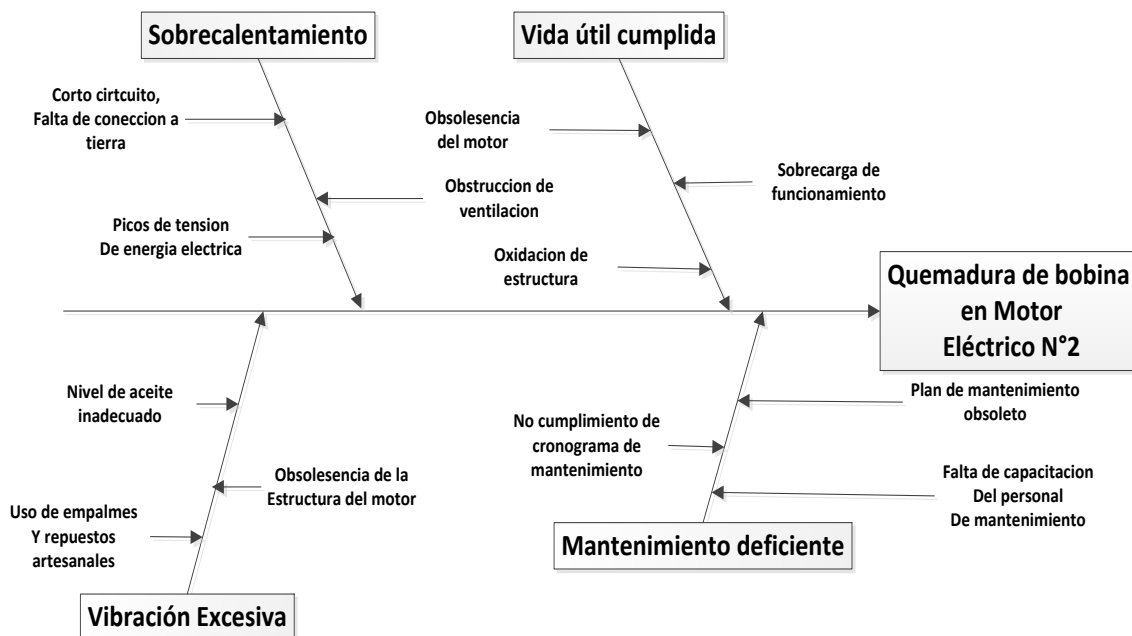 Sobrecalentamiento
Vida útil cumplida
Corto cirtcuito,
Falta de coneccion a
tierra
Obstruccion de
ventilacion
Picos de tension
De energia electrica
Obsolesencia
del motor
Sobrecarga de
funcionamiento
Oxidacion de
estructura
Quemadura de bobina
en Motor
Eléctrico N°2
Nivel de aceite
inadecuado
Obsolesencia de la
Estructura del motor
Uso de empalmes
Y repuestos
artesanales
Vibración Excesiva
Plan de mantenimiento
obsoleto
No cumplimiento de
cronograma de
mantenimiento
Falta de capacitacion
Del personal
De mantenimiento
Mantenimiento deficiente